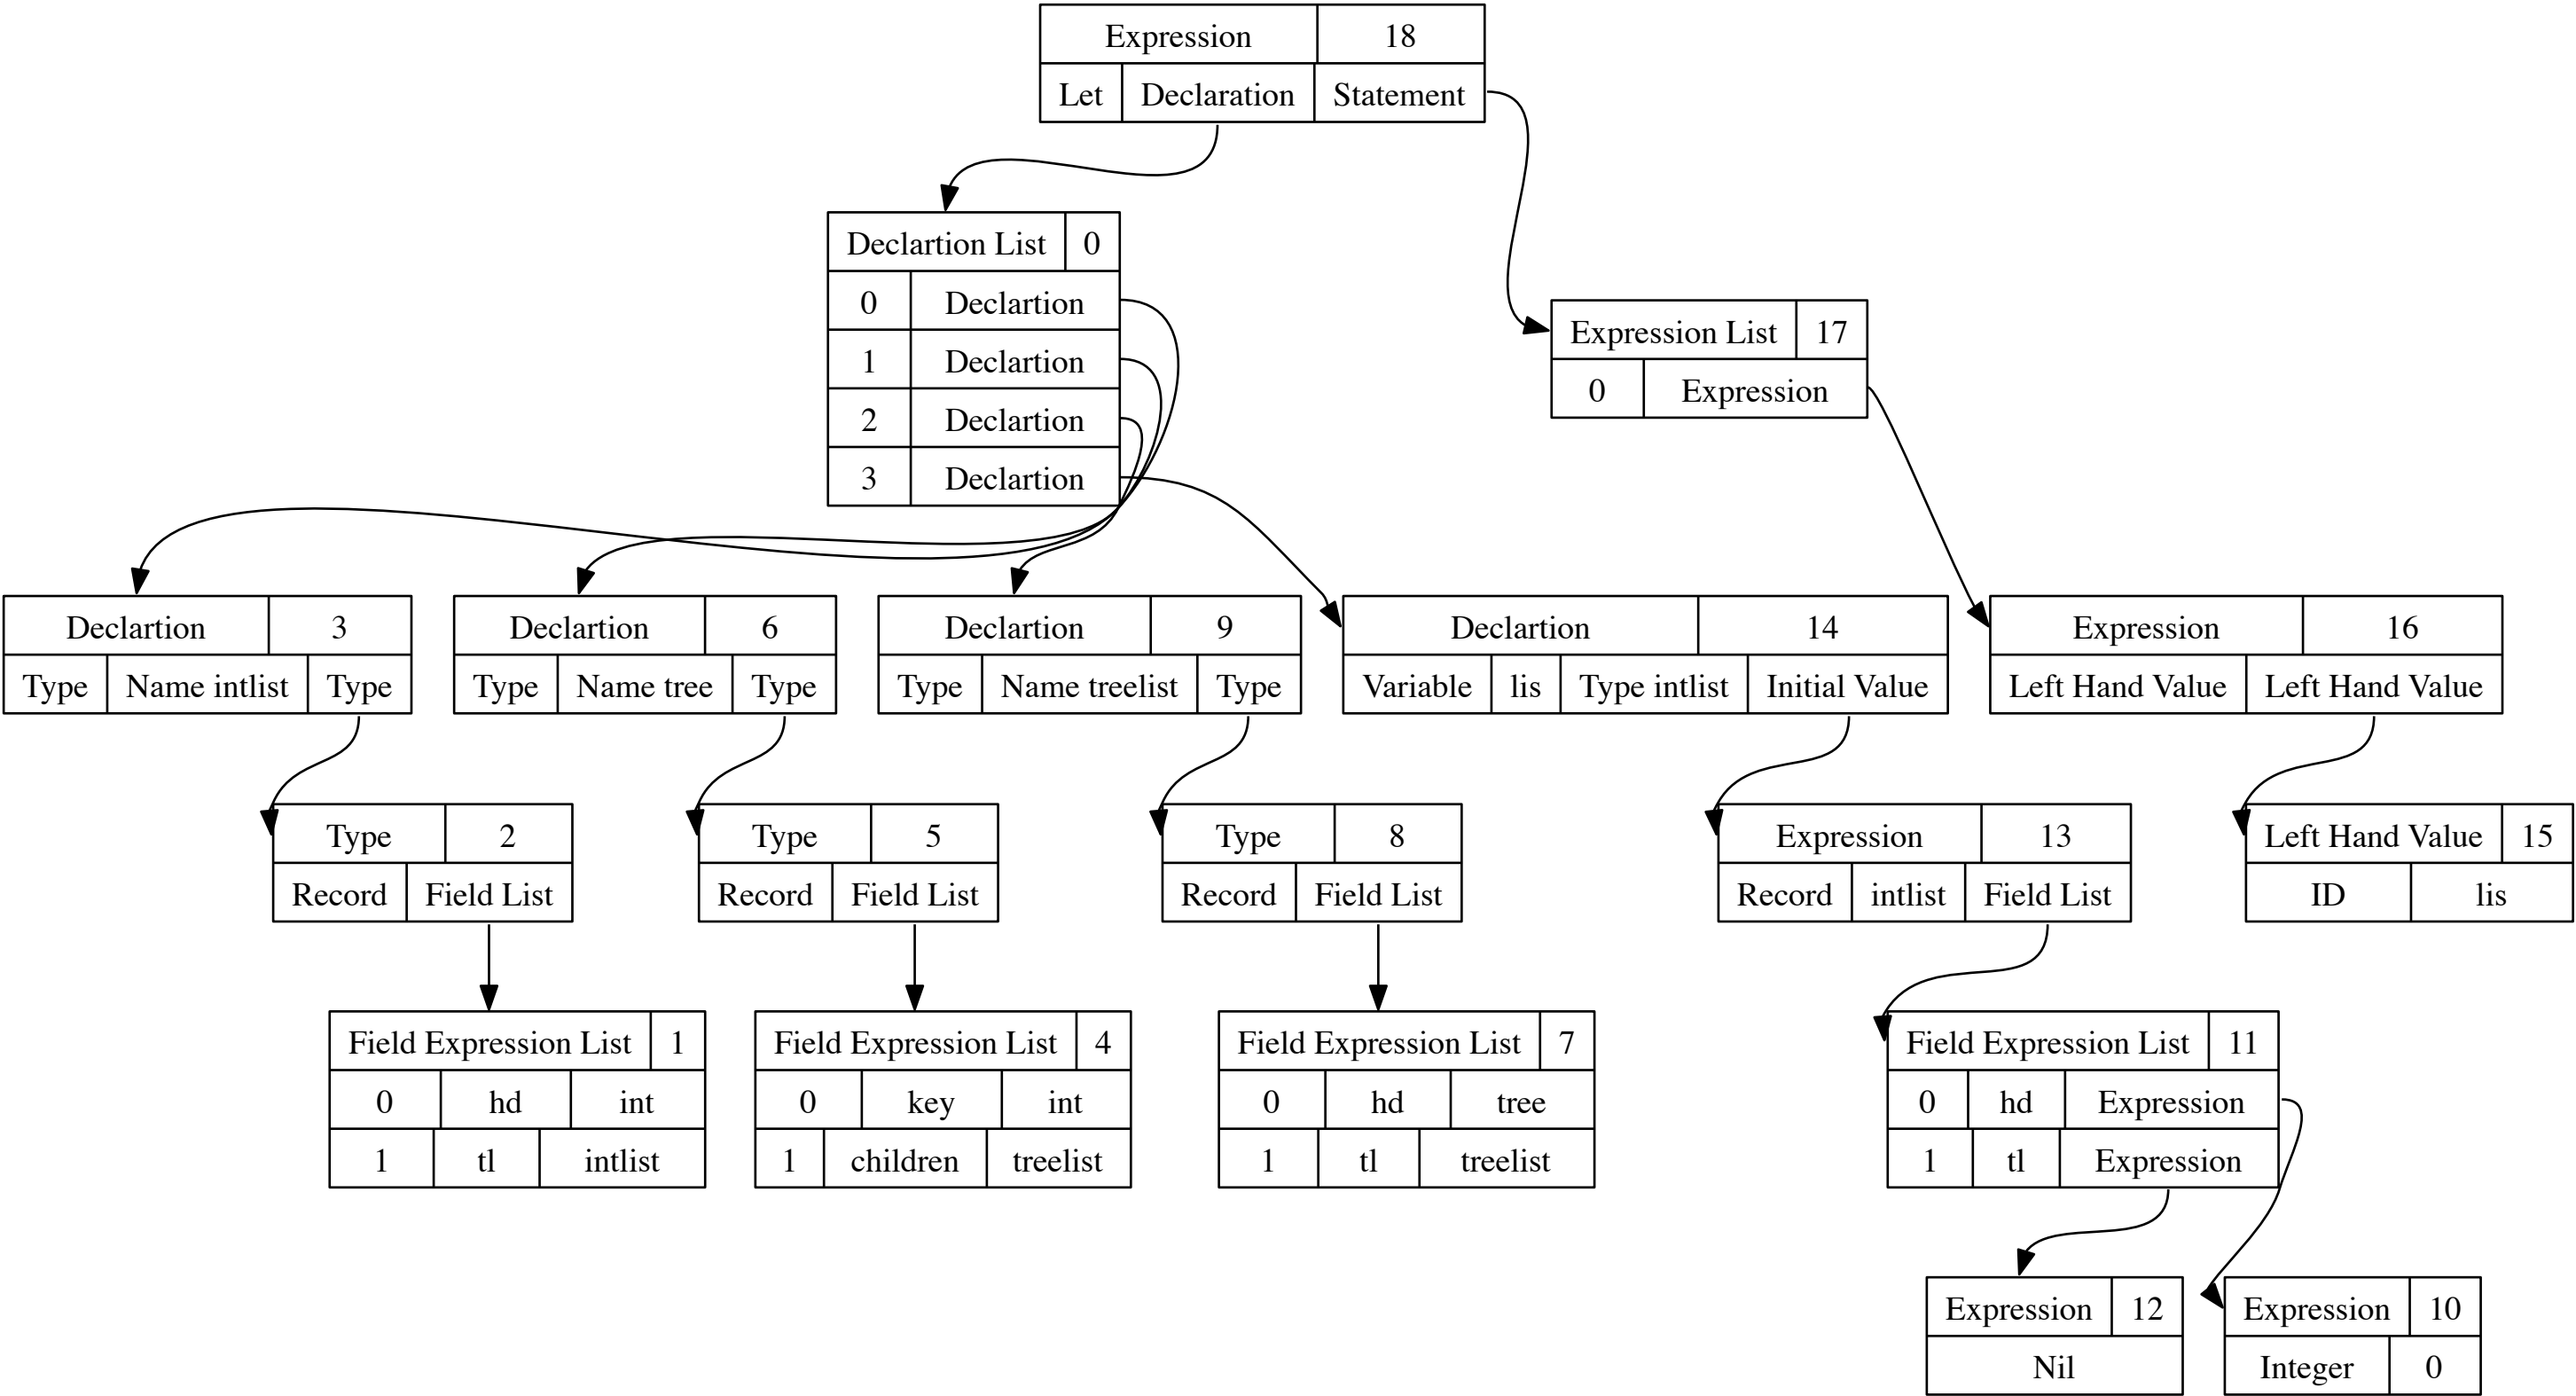 Expression 18
Let Declaration Statement
Declartion List 0
0 Declartion
1 Declartion
2 Declartion
3 Declartion
Expression List 17
0 Expression
Declartion 3
Type Name intlist Type
Declartion 6
Type Name tree Type
Declartion 9
Type Name treelist Type
Declartion 14
Variable lis Type intlist Initial Value
Expression 16
Left Hand Value Left Hand Value
Type 2
Record Field List
Type 5
Record Field List
Type 8
Record Field List
Expression 13
Record intlist Field List
Left Hand Value 15
ID lis
Field Expression List 1
0 hd int
1 tl intlist
Field Expression List 4
0 key int
1 children treelist
Field Expression List 7
0 hd tree
1 tl treelist
Field Expression List 11
0 hd Expression
1 tl Expression
Expression 12
Nil
Expression 10
Integer 0